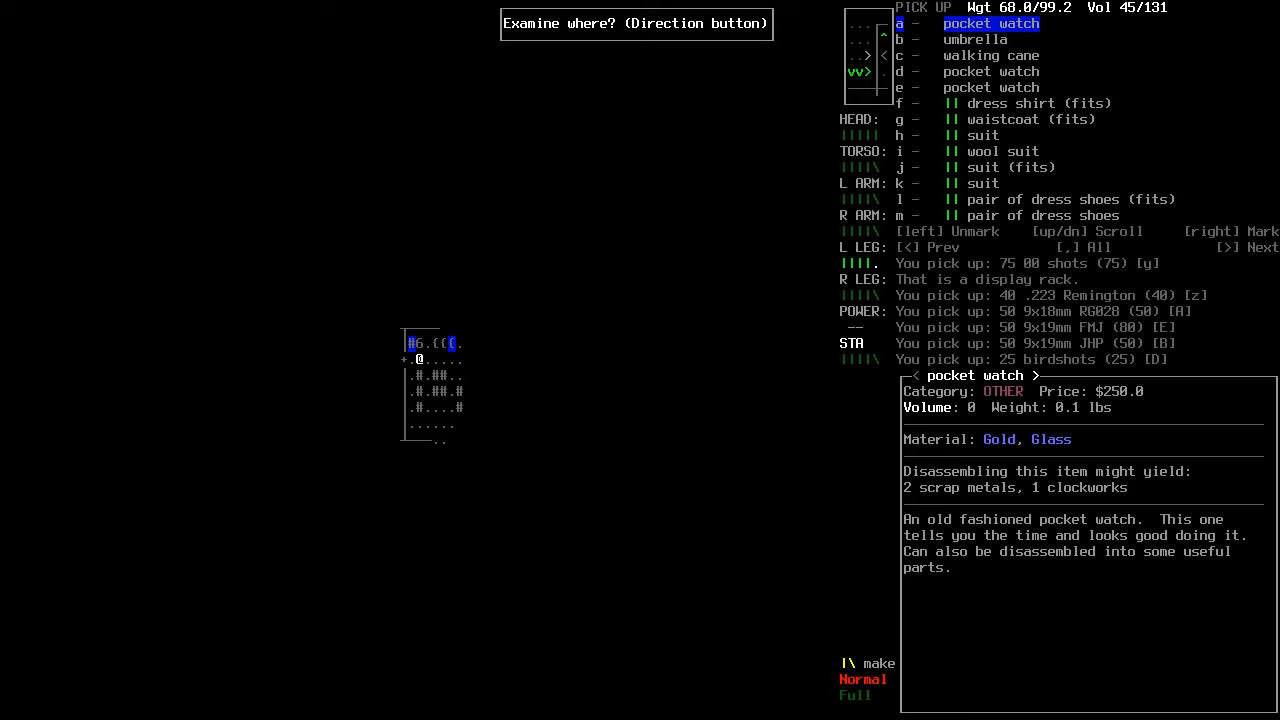 Examine where? (Direction button)
PICK UP  Wgt 68.0/99.2  Vol 45/131
a - pocket watch
b - umbrella
c - walking cane
d - pocket watch
e - pocket watch
f - || dress shirt (fits)
HEAD: g - || waistcoat (fits)
||||| h - || suit
TORSO: i - || wool suit
||||\ j - || suit (fits)
L ARM: k - || suit
||||\ l - || pair of dress shoes (fits)
R ARM: m - || pair of dress shoes
||||\ [left] Unmark [up/dn] Scroll [right] Mark
L LEG: [<] Prev [,] All [>] Next
||||. You pick up: 75 00 shots (75) [y]
R LEG: That is a display rack.
||||\ You pick up: 40 .223 Remington (40) [z]
POWER: You pick up: 50 9x18mm RG028 (50) [A]
-- You pick up: 50 9x19mm FMJ (80) [E]
STA You pick up: 50 9x19mm JHP (50) [B]
||||\ You pick up: 25 birdshots (25) [D]
...
^
...
..> <
vv> .
#6.{{{.
+.@.....
.#.##..
.#.##.#
.#....#
......
..
< pocket watch >
Category: OTHER  Price: $250.0
Volume: 0  Weight: 0.1 lbs
Material: Gold, Glass
Disassembling this item might yield:
2 scrap metals, 1 clockworks
An old fashioned pocket watch.  This one
tells you the time and looks good doing it.
Can also be disassembled into some useful
parts.
|\ make
Normal
Full